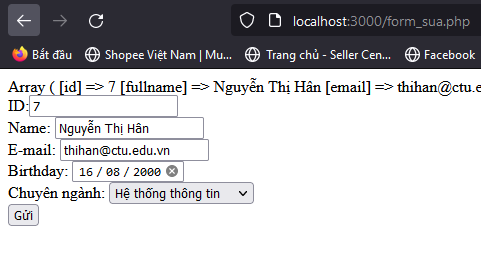 localhost:3000/form_sua.php
Bắt đầu Shopee Việt Nam | Mu... Trang chủ - Seller Cen... Facebook
Array ( [id] => 7 [fullname] => Nguyễn Thị Hân [email] => thihan@ctu.e
ID: 7
Name: Nguyễn Thị Hân
E-mail: thihan@ctu.edu.vn
Birthday: 16 / 08 / 2000
Chuyên ngành: Hệ thống thông tin
Gửi